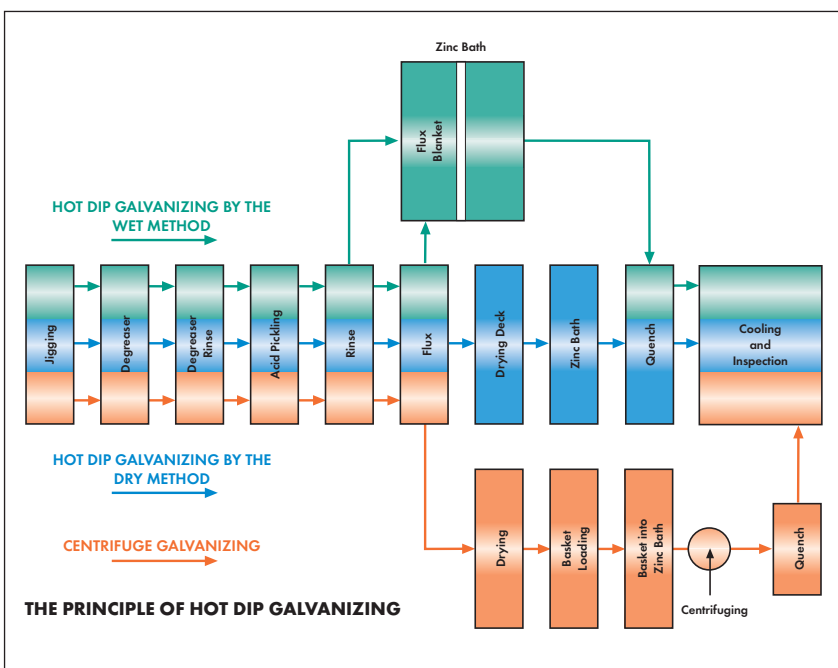 Zinc Bath
Flux
Blanket
HOT DIP GALVANIZING BY THE
WET METHOD
Jigging
Degreaser
Degreaser
Rinse
Acid Pickling
Rinse
Flux
Drying Deck
Zinc Bath
Quench
Cooling
and
Inspection
HOT DIP GALVANIZING BY THE
DRY METHOD
CENTRIFUGE GALVANIZING
Drying
Basket
Loading
Basket into
Zinc Bath
Centrifuging
Quench
THE PRINCIPLE OF HOT DIP GALVANIZING